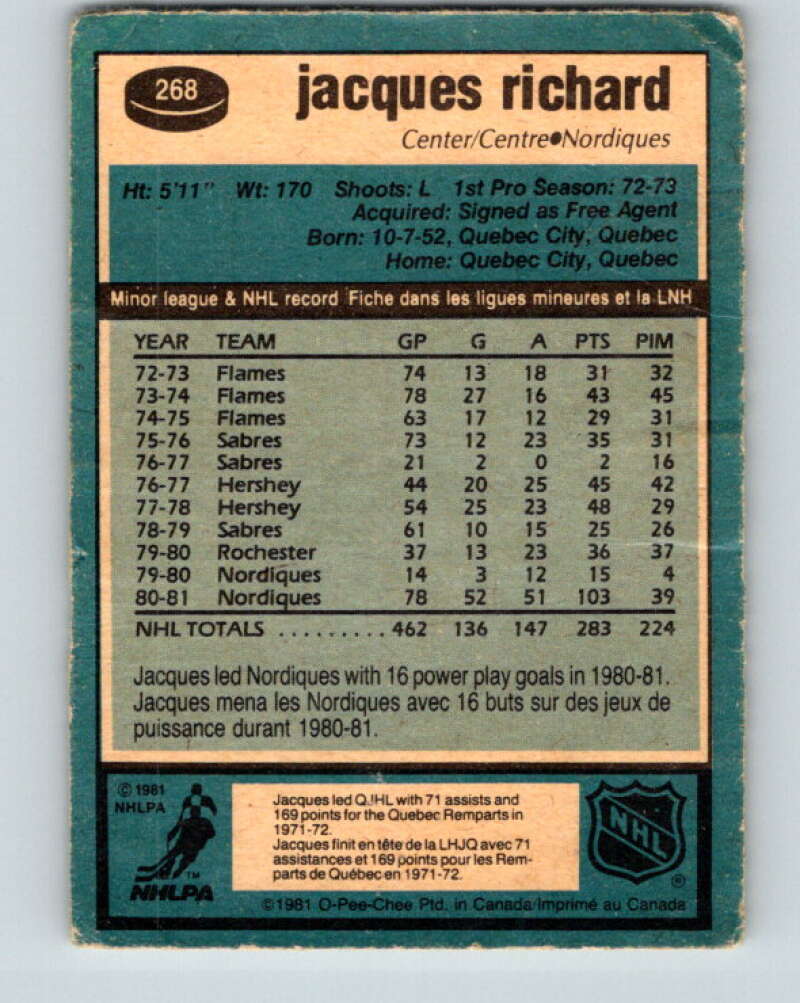 268
jacques richard
Center/Centre●Nordiques
Ht: 5'11" Wt: 170 Shoots: L 1st Pro Season: 72-73
Acquired: Signed as Free Agent
Born: 10-7-52, Quebec City, Quebec
Home: Quebec City, Quebec
Minor league & NHL record Fiche dans les ligues mineures et la LNH
YEAR TEAM GP G A PTS PIM
72-73 Flames 74 13 18 31 32
73-74 Flames 78 27 16 43 45
74-75 Flames 63 17 12 29 31
75-76 Sabres 73 12 23 35 31
76-77 Sabres 21 2 0 2 16
76-77 Hershey 44 20 25 45 42
77-78 Hershey 54 25 23 48 29
78-79 Sabres 61 10 15 25 26
79-80 Rochester 37 13 23 36 37
79-80 Nordiques 14 3 12 15 4
80-81 Nordiques 78 52 51 103 39
NHL TOTALS ......... 462 136 147 283 224
Jacques led Nordiques with 16 power play goals in 1980-81.
Jacques mena les Nordiques avec 16 buts sur des jeux de
puissance durant 1980-81.
© 1981
NHLPA
TM
NHLPA
Jacques led QJHL with 71 assists and
169 points for the Quebec Remparts in
1971-72.
Jacques finit en tête de la LHJQ avec 71
assistances et 169 points pour les Rem-
parts de Québec en 1971-72.
NHL
®
©1981 O-Pee-Chee Ptd. in Canada/Imprimé au Canada